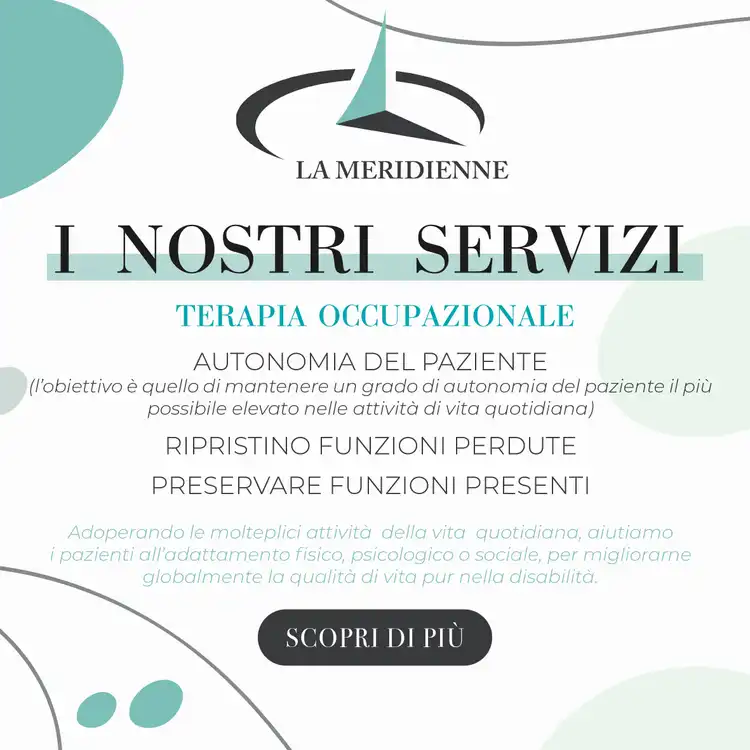 LA MERIDIENNE
I NOSTRI SERVIZI
TERAPIA OCCUPAZIONALE
AUTONOMIA DEL PAZIENTE
(l'obiettivo è quello di mantenere un grado di autonomia del paziente il più
possibile elevato nelle attività di vita quotidiana)
RIPRISTINO FUNZIONI PERDUTE
PRESERVARE FUNZIONI PRESENTI
Adoperando le molteplici attività della vita quotidiana, aiutiamo
i pazienti all'adattamento fisico, psicologico o sociale, per migliorarne
globalmente la qualità di vita pur nella disabilità.
SCOPRI DI PIÙ